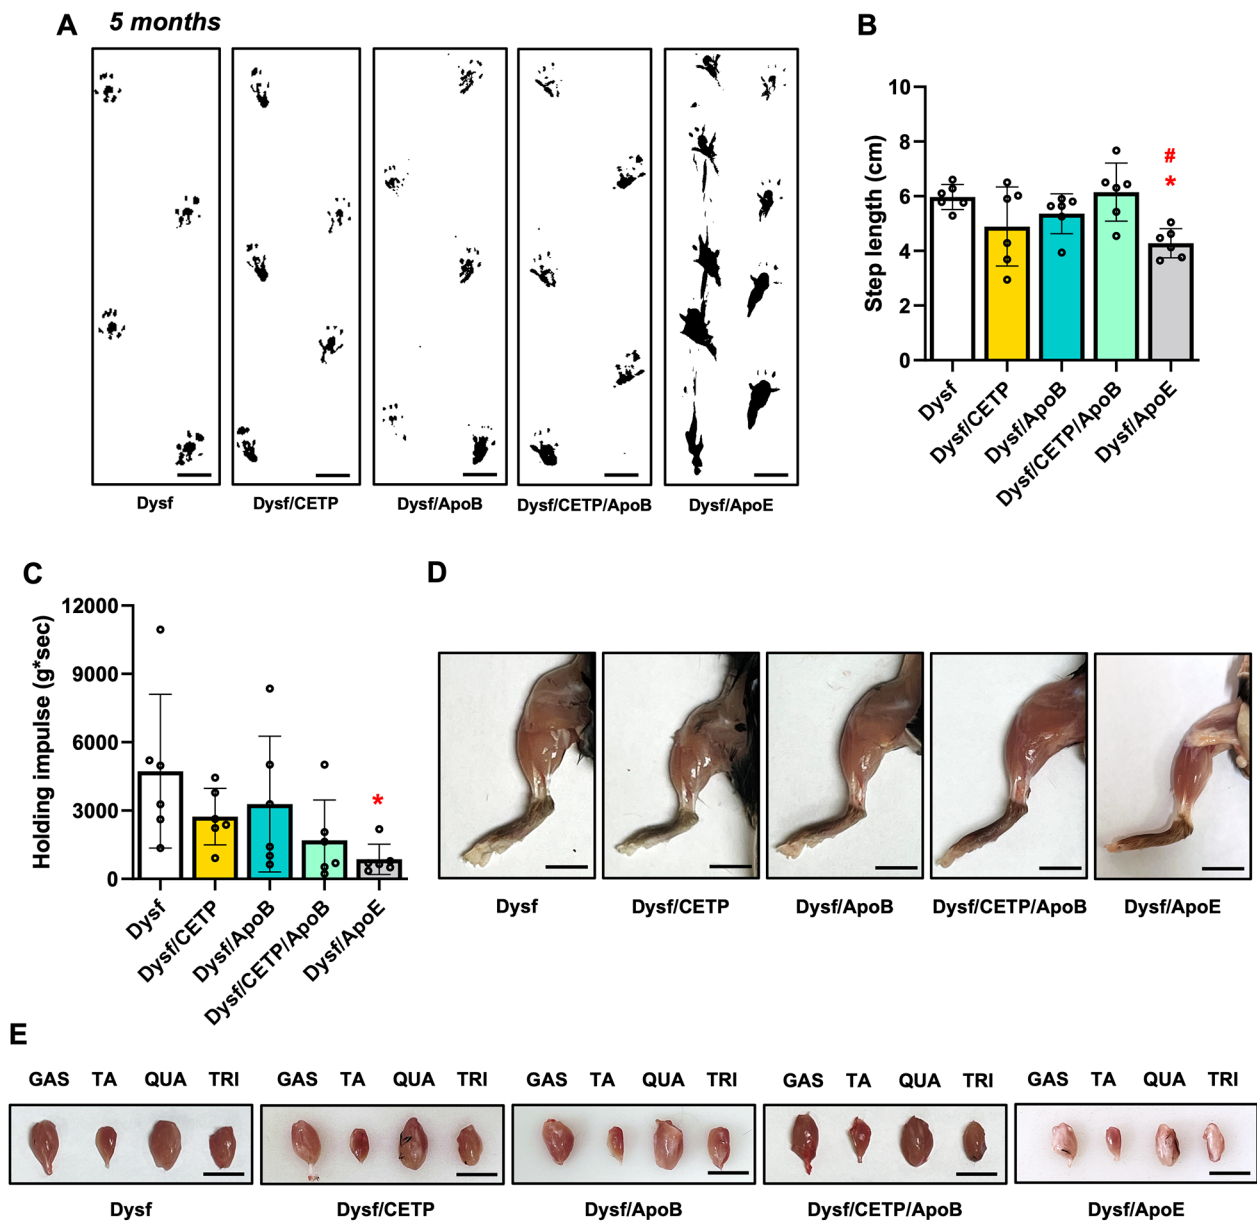 A 5 months
Dysf Dysf/CETP Dysf/ApoB Dysf/CETP/ApoB Dysf/ApoE
B
Step length (cm)
10
8
6
4
2
0
#
*
Dysf Dysf/CETP Dysf/ApoB Dysf/CETP/ApoB Dysf/ApoE
C
Holding impulse (g*sec)
12000
9000
6000
3000
0
*
Dysf Dysf/CETP Dysf/ApoB Dysf/CETP/ApoB Dysf/ApoE
D
Dysf Dysf/CETP Dysf/ApoB Dysf/CETP/ApoB Dysf/ApoE
E
GAS TA QUA TRI GAS TA QUA TRI GAS TA QUA TRI GAS TA QUA TRI GAS TA QUA TRI
Dysf Dysf/CETP Dysf/ApoB Dysf/CETP/ApoB Dysf/ApoE